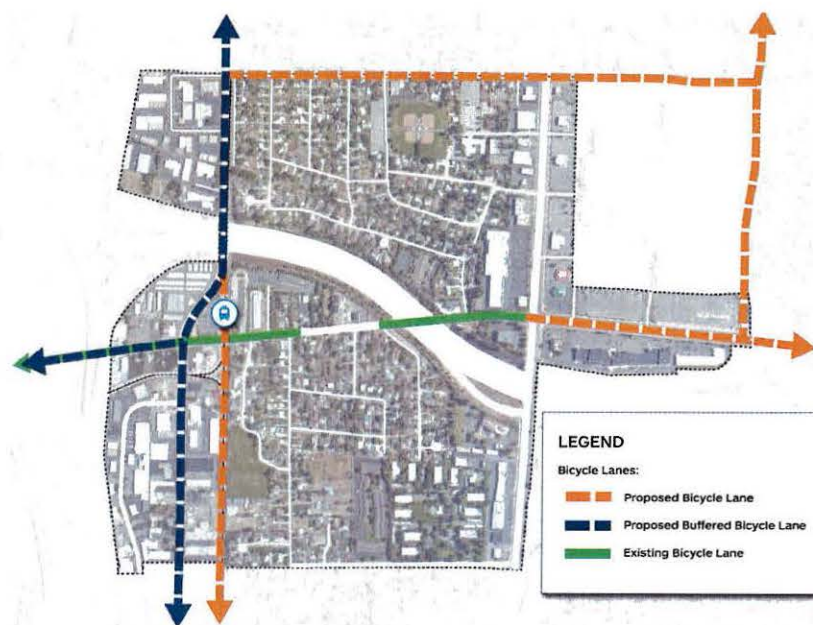 LEGEND
Bicycle Lanes:
Proposed Bicycle Lane
Proposed Buffered Bicycle Lane
Existing Bicycle Lane